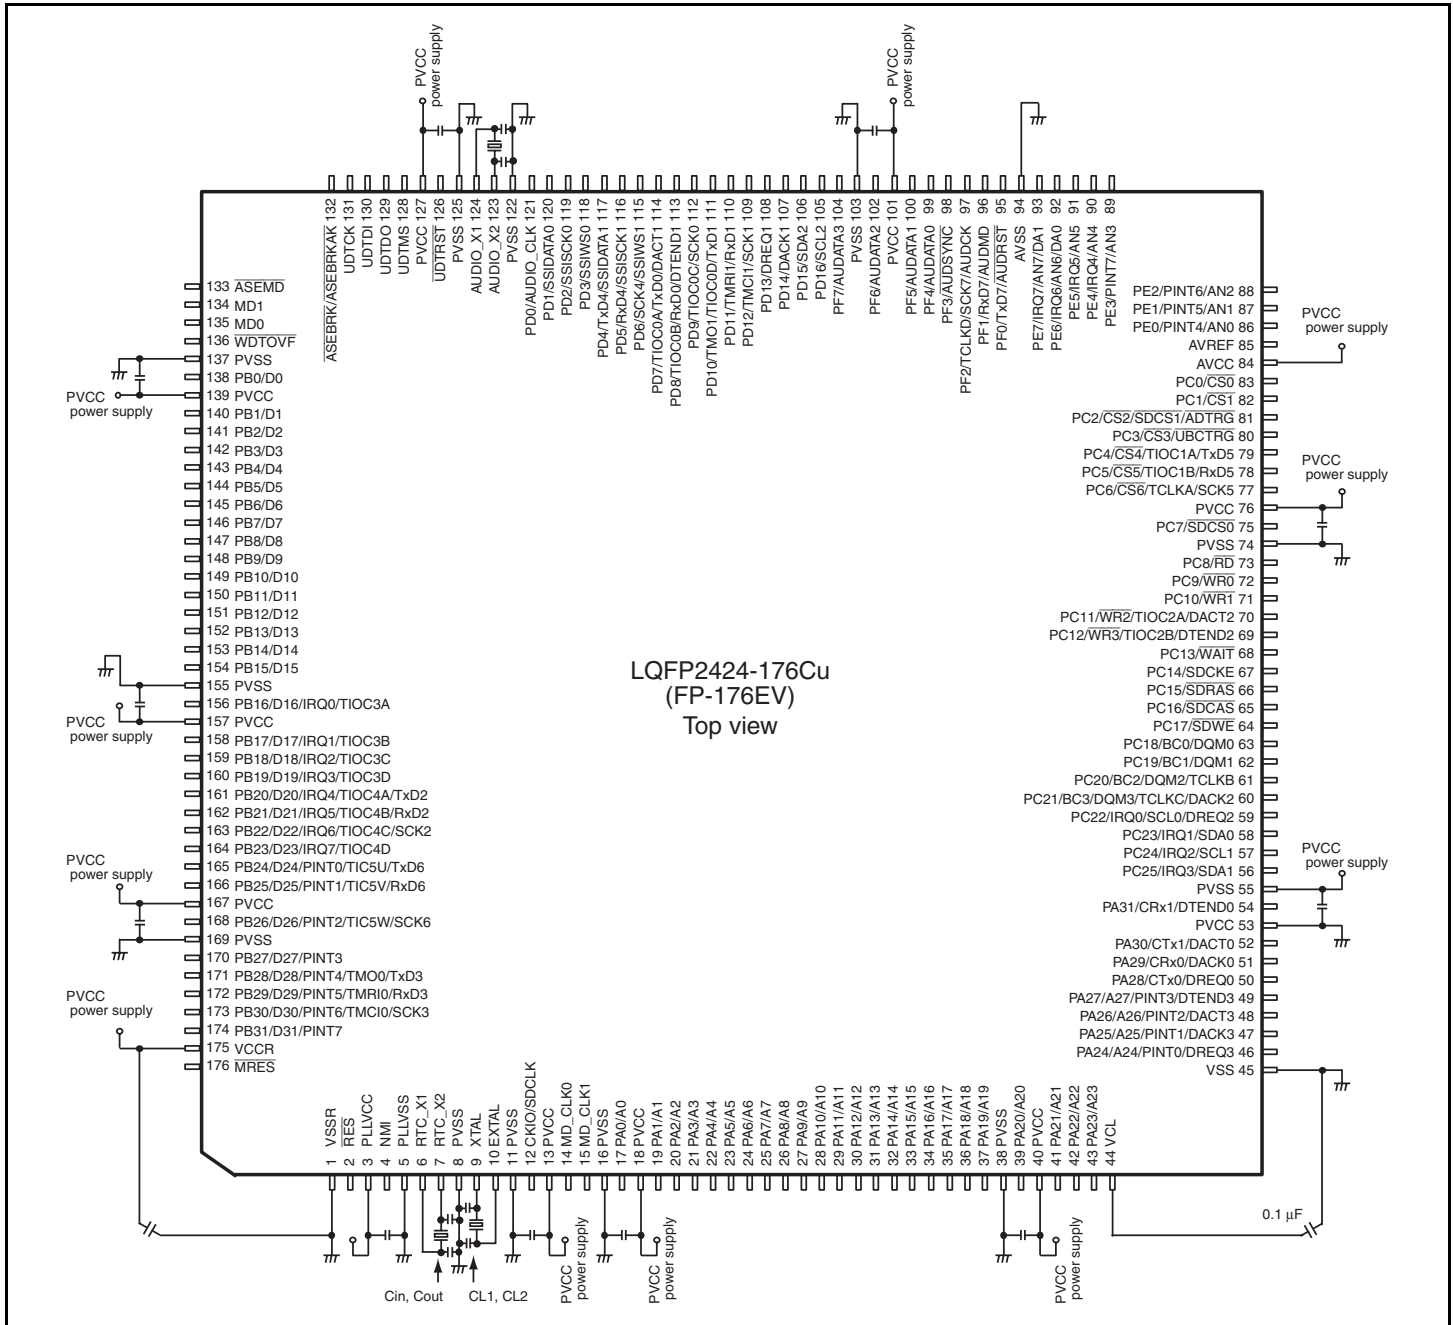 PVCC
power supply
PVCC
power supply
ASEBRK/ASEBRKAK 132
UDTCK 131
UDTDI 130
UDTDO 129
UDTMS 128
PVCC 127
UDTRST 126
PVSS 125
AUDIO_X1 124
AUDIO_X2 123
PVSS 122
PD0/AUDIO_CLK 121
PD1/SSIDATA0 120
PD2/SSISCK0 119
PD3/SSIWS0 118
PD4/TxD4/SSIDATA1 117
PD5/RxD4/SSISCK1 116
PD6/SCK4/SSIWS1 115
PD7/TIOC0A/TxD0/DACT1 114
PD8/TIOC0B/RxD0/DTEND1 113
PD9/TIOC0C/SCK0 112
PD10/TMO1/TIOC0D/TxD1 111
PD11/TMRI1/RxD1 110
PD12/TMCI1/SCK1 109
PD13/DREQ1 108
PD14/DACK1 107
PD15/SDA2 106
PD16/SCL2 105
PF7/AUDATA3 104
PVSS 103
PF6/AUDATA2 102
PVCC 101
PF5/AUDATA1 100
PF4/AUDATA0 99
PF3/AUDSYNC 98
PF2/TCLKD/SCK7/AUDCK 97
PF1/RxD7/AUDMD 96
PF0/TxD7/AUDRST 95
AVSS 94
PE7/IRQ7/AN7/DA1 93
PE6/IRQ6/AN6/DA0 92
PE5/IRQ6/AN5 91
PE4/IRQ4/AN4 90
PE3/PINT7/AN3 89
133 ASEMD
134 MD1
135 MD0
136 WDTOVF
137 PVSS
138 PB0/D0
139 PVCC
PVCC
power supply
140 PB1/D1
141 PB2/D2
142 PB3/D3
143 PB4/D4
144 PB5/D5
145 PB6/D6
146 PB7/D7
147 PB8/D8
148 PB9/D9
149 PB10/D10
150 PB11/D11
151 PB12/D12
152 PB13/D13
153 PB14/D14
154 PB15/D15
155 PVSS
156 PB16/D16/IRQ0/TIOC3A
157 PVCC
PVCC
power supply
158 PB17/D17/IRQ1/TIOC3B
159 PB18/D18/IRQ2/TIOC3C
160 PB19/D19/IRQ3/TIOC3D
161 PB20/D20/IRQ4/TIOC4A/TxD2
162 PB21/D21/IRQ5/TIOC4B/RxD2
163 PB22/D22/IRQ6/TIOC4C/SCK2
164 PB23/D23/IRQ7/TIOC4D
165 PB24/D24/PINT0/TIC5U/TxD6
PVCC
power supply
166 PB25/D25/PINT1/TIC5V/RxD6
167 PVCC
168 PB26/D26/PINT2/TIC5W/SCK6
169 PVSS
170 PB27/D27/PINT3
171 PB28/D28/PINT4/TMO0/TxD3
172 PB29/D29/PINT5/TMRI0/RxD3
PVCC
power supply
173 PB30/D30/PINT6/TMCI0/SCK3
174 PB31/D31/PINT7
175 VCCR
176 MRES
LQFP2424-176Cu
(FP-176EV)
Top view
PE2/PINT6/AN2 88
PE1/PINT5/AN1 87
PE0/PINT4/AN0 86
PVCC
power supply
AVREF 85
AVCC 84
PC0/CS0 83
PC1/CS1 82
PC2/CS2/SDCS1/ADTRG 81
PC3/CS3/UBCTRG 80
PC4/CS4/TIOC1A/TxD5 79
PC5/CS5/TIOC1B/RxD5 78
PVCC
power supply
PC6/CS6/TCLKA/SCK5 77
PVCC 76
PC7/SDCS0 75
PVSS 74
PC8/RD 73
PC9/WR0 72
PC10/WR1 71
PC11/WR2/TIOC2A/DACT2 70
PC12/WR3/TIOC2B/DTEND2 69
PC13/WAIT 68
PC14/SDCKE 67
PC15/SDRAS 66
PC16/SDCAS 65
PC17/SDWE 64
PC18/BC0/DQM0 63
PC19/BC1/DQM1 62
PC20/BC2/DQM2/TCLKB 61
PC21/BC3/DQM3/TCLKC/DACK2 60
PC22/IRQ0/SCL0/DREQ2 59
PC23/IRQ1/SDA0 58
PC24/IRQ2/SCL1 57
PVCC
power supply
PC25/IRQ3/SDA1 56
PVSS 55
PA31/CRx1/DTEND0 54
PVCC 53
PA30/CTx1/DACT0 52
PA29/CRx0/DACK0 51
PA28/CTx0/DREQ0 50
PA27/A27/PINT3/DTEND3 49
PA26/A26/PINT2/DACT3 48
PA25/A25/PINT1/DACK3 47
PA24/A24/PINT0/DREQ3 46
VSS 45
1 VSSR
2 RES
3 PLLVCC
4 NMI
5 PLLVSS
6 RTC_X1
7 RTC_X2
8 PVSS
9 XTAL
10 EXTAL
11 PVSS
12 CKIO/SDCLK
13 PVCC
14 MD_CLK0
15 MD_CLK1
16 PVSS
17 PA0/A0
18 PVCC
19 PA1/A1
20 PA2/A2
21 PA3/A3
22 PA4/A4
23 PA5/A5
24 PA6/A6
25 PA7/A7
26 PA8/A8
27 PA9/A9
28 PA10/A10
29 PA11/A11
30 PA12/A12
31 PA13/A13
32 PA14/A14
33 PA15/A15
34 PA16/A16
35 PA17/A17
36 PA18/A18
37 PA19/A19
38 PVSS
39 PA20/A20
40 PVCC
41 PA21/A21
42 PA22/A22
43 PA23/A23
44 VCL
0.1 µF
Cin, Cout
CL1, CL2
PVCC
power supply
PVCC
power supply
PVCC
power supply